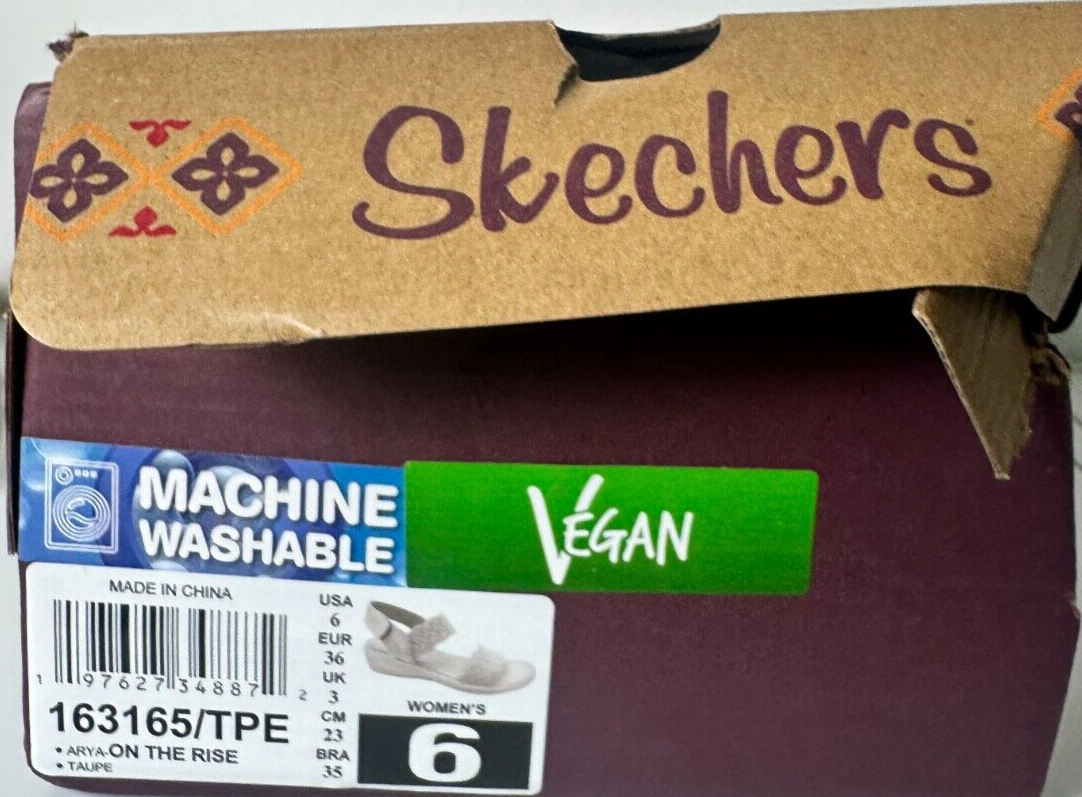 Skechers
MACHINE
WASHABLE
VEGAN
MADE IN CHINA
1 97627 34887 2
163165/TPE
• ARYA-ON THE RISE
• TAUPE
USA
6
EUR
36
UK
3
CM
23
BRA
35
WOMEN'S
6